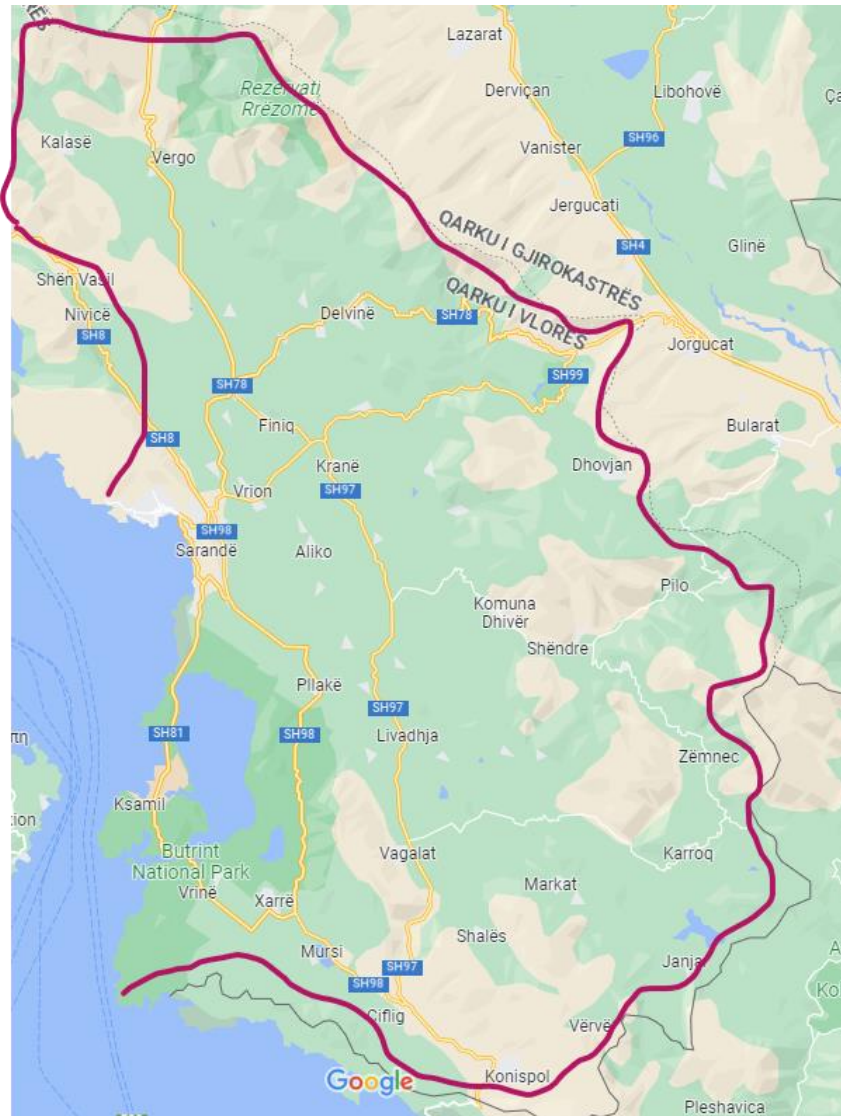 Lazarat
Rezervati
Rrëzomë
Derviçan
Libohovë
SH96
Kalasë
Vergo
Vanister
Jergucati
QARKU I GJIROKASTRËS
SH4
Glinë
QARKU I VLORËS
Shën Vasil
Nivicë
SH8
Delvinë
SH78
Jorgucat
SH99
SH78
Finiq
SH8
Bularat
Kranë
Dhovjan
SH97
Vrion
SH98
Sarandë
Aliko
Pilo
Komuna
Dhivër
Shëndre
Pllakë
SH97
SH81
SH98
Livadhja
Zëmnec
Ksamil
Butrint
National Park
Vagalat
Karroq
Vrinë
Xarrë
Markat
Shalës
Mursi
SH97
Janjar
SH98
Çiflig
Vërvë
Google
Konispol
Pleshavica